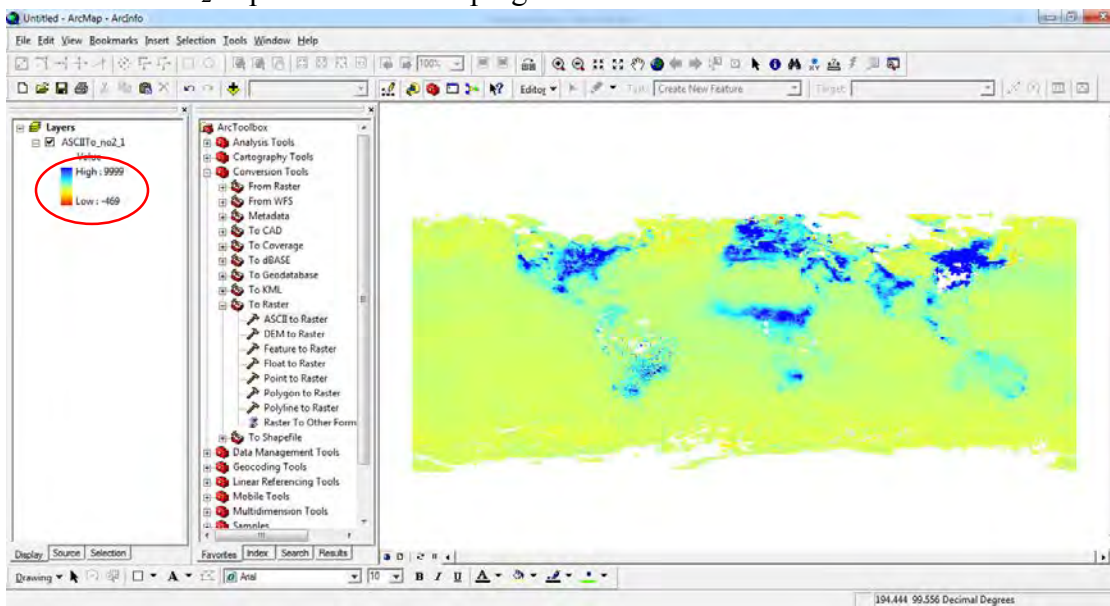 Untitled - ArcMap - ArcInfo
File Edit View Bookmarks Insert Selection Tools Window Help
100%
Editor Task: Create New Feature Target:
Layers
ASCIITo_no2_1
Value
High : 9999
Low : -469
ArcToolbox
Analysis Tools
Cartography Tools
Conversion Tools
From Raster
From WFS
Metadata
To CAD
To Coverage
To dBASE
To Geodatabase
To KML
To Raster
ASCII to Raster
DEM to Raster
Feature to Raster
Float to Raster
Point to Raster
Polygon to Raster
Polyline to Raster
Raster To Other Form
To Shapefile
Data Management Tools
Geocoding Tools
Linear Referencing Tools
Mobile Tools
Multidimension Tools
Samples
Display Source Selection
Favorites Index Search Results
Drawing A Arial 10 B I U A
194.444 99.556 Decimal Degrees